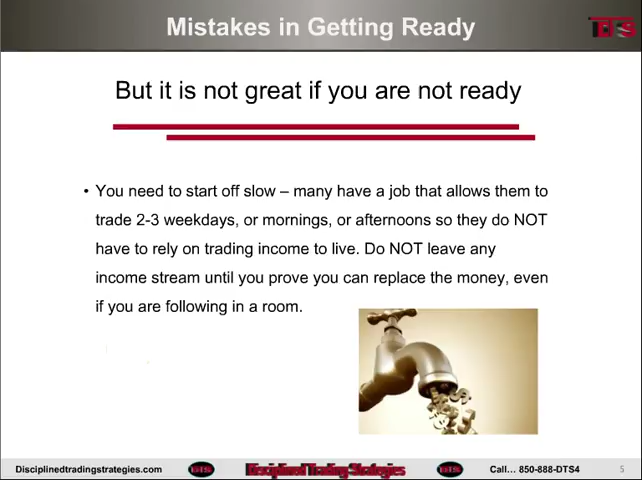 Mistakes in Getting Ready
DTS
But it is not great if you are not ready
• You need to start off slow – many have a job that allows them to
trade 2-3 weekdays, or mornings, or afternoons so they do NOT
have to rely on trading income to live. Do NOT leave any
income stream until you prove you can replace the money, even
if you are following in a room.
Disciplinedtradingstrategies.com DTS Disciplined Trading Strategies DTS Call... 850-888-DTS4 5